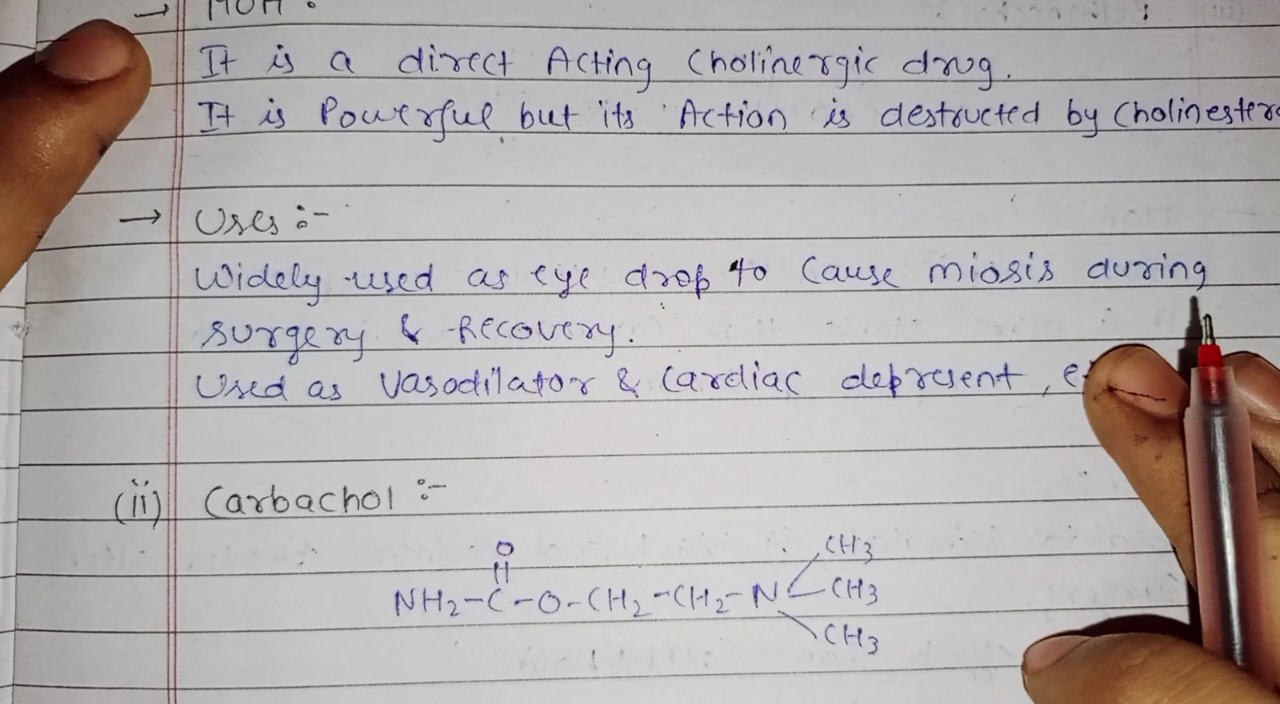 → MOA :
It is a direct Acting Cholinergic drug.
It is Powerful but its Action is destructed by Cholinester
→ Uses :-
Widely used as eye drop to Cause miosis during
surgery & Recovery.
Used as Vasodilator & Cardiac depresent, e
(ii) Carbachol :-
O
||
CH3
NH2-C-O-CH2-CH2-N-CH3
CH3